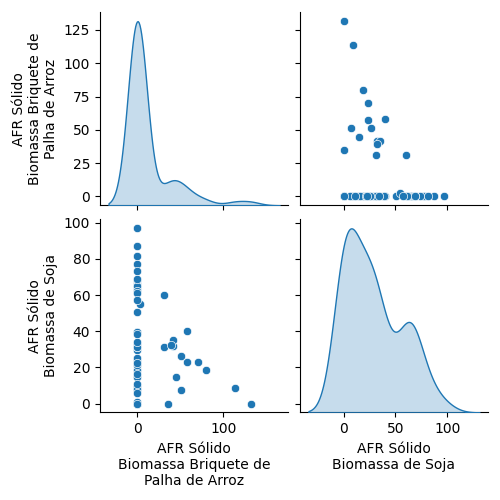 125
100
75
50
25
0
AFR Sólido
Biomassa Briquete de
Palha de Arroz
100
80
60
40
20
0
AFR Sólido
Biomassa de Soja
0
100
AFR Sólido
Biomassa Briquete de
Palha de Arroz
0
50
100
AFR Sólido
Biomassa de Soja